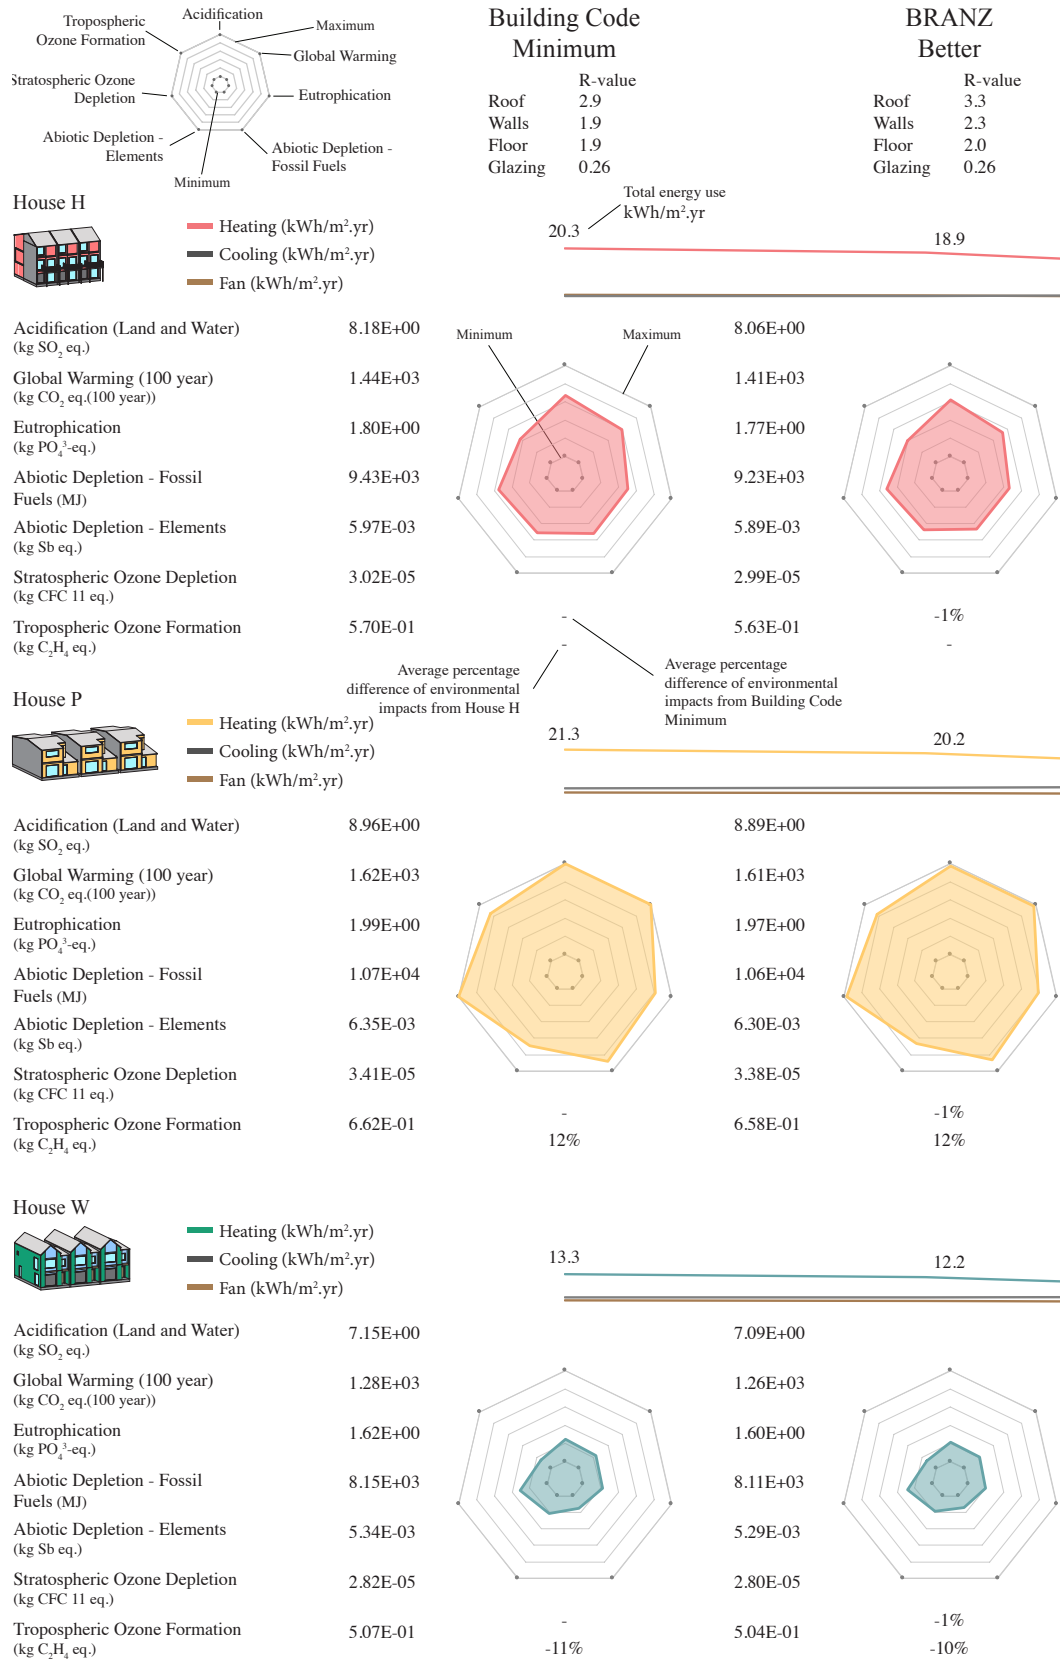 Acidification
Tropospheric
Ozone Formation
Maximum
Global Warming
Stratospheric Ozone
Depletion
Eutrophication
Abiotic Depletion -
Elements
Abiotic Depletion -
Fossil Fuels
Minimum
Building Code
Minimum
R-value
Roof 2.9
Walls 1.9
Floor 1.9
Glazing 0.26
BRANZ
Better
R-value
Roof 3.3
Walls 2.3
Floor 2.0
Glazing 0.26
House H
Heating (kWh/m².yr)
Cooling (kWh/m².yr)
Fan (kWh/m².yr)
Total energy use
kWh/m².yr)
20.3
18.9
Acidification (Land and Water) 8.18E+00 8.06E+00
(kg SO₂ eq.)
Minimum
Maximum
Global Warming (100 year) 1.44E+03 1.41E+03
(kg CO₂ eq.(100 year))
Eutrophication 1.80E+00 1.77E+00
(kg PO₄³-eq.)
Abiotic Depletion - Fossil 9.43E+03 9.23E+03
Fuels (MJ)
Abiotic Depletion - Elements 5.97E-03 5.89E-03
(kg Sb eq.)
Stratospheric Ozone Depletion 3.02E-05 2.99E-05
(kg CFC 11 eq.)
Tropospheric Ozone Formation 5.70E-01 - 5.63E-01 -1%
(kg C₂H₄ eq.) - -
Average percentage
difference of environmental
impacts from House H
Average percentage
difference of environmental
impacts from Building Code
Minimum
House P
Heating (kWh/m².yr)
Cooling (kWh/m².yr)
Fan (kWh/m².yr)
21.3
20.2
Acidification (Land and Water) 8.96E+00 8.89E+00
(kg SO₂ eq.)
Global Warming (100 year) 1.62E+03 1.61E+03
(kg CO₂ eq.(100 year))
Eutrophication 1.99E+00 1.97E+00
(kg PO₄³-eq.)
Abiotic Depletion - Fossil 1.07E+04 1.06E+04
Fuels (MJ)
Abiotic Depletion - Elements 6.35E-03 6.30E-03
(kg Sb eq.)
Stratospheric Ozone Depletion 3.41E-05 3.38E-05
(kg CFC 11 eq.)
Tropospheric Ozone Formation 6.62E-01 - 6.58E-01 -1%
(kg C₂H₄ eq.) 12% 12%
House W
Heating (kWh/m².yr)
Cooling (kWh/m².yr)
Fan (kWh/m².yr)
13.3
12.2
Acidification (Land and Water) 7.15E+00 7.09E+00
(kg SO₂ eq.)
Global Warming (100 year) 1.28E+03 1.26E+03
(kg CO₂ eq.(100 year))
Eutrophication 1.62E+00 1.60E+00
(kg PO₄³-eq.)
Abiotic Depletion - Fossil 8.15E+03 8.11E+03
Fuels (MJ)
Abiotic Depletion - Elements 5.34E-03 5.29E-03
(kg Sb eq.)
Stratospheric Ozone Depletion 2.82E-05 2.80E-05
(kg CFC 11 eq.)
Tropospheric Ozone Formation 5.07E-01 - 5.04E-01 -1%
(kg C₂H₄ eq.) -11% -10%